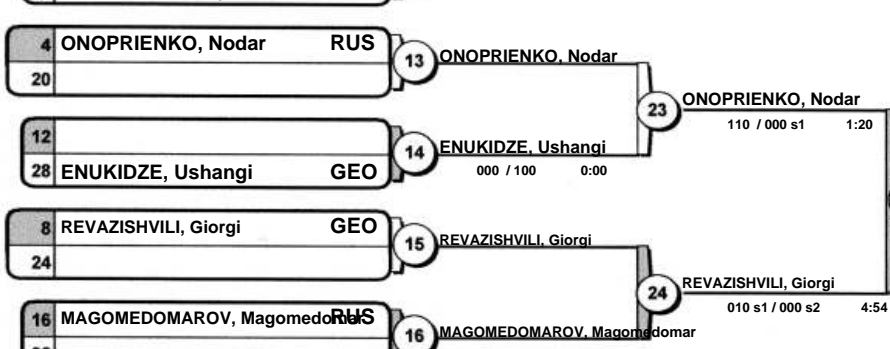 4 ONOPRIENKO, Nodar RUS
20
13 ONOPRIENKO, Nodar
23 ONOPRIENKO, Nodar
110 / 000 s1 1:20
12
28 ENUKIDZE, Ushangi GEO
14 ENUKIDZE, Ushangi
000 / 100 0:00
8 REVAZISHVILI, Giorgi GEO
24
15 REVAZISHVILI, Giorgi
24 REVAZISHVILI, Giorgi
010 s1 / 000 s2 4:54
16 MAGOMEDOMAROV, Magomedomar RUS
16 MAGOMEDOMAROV, Magomedomar